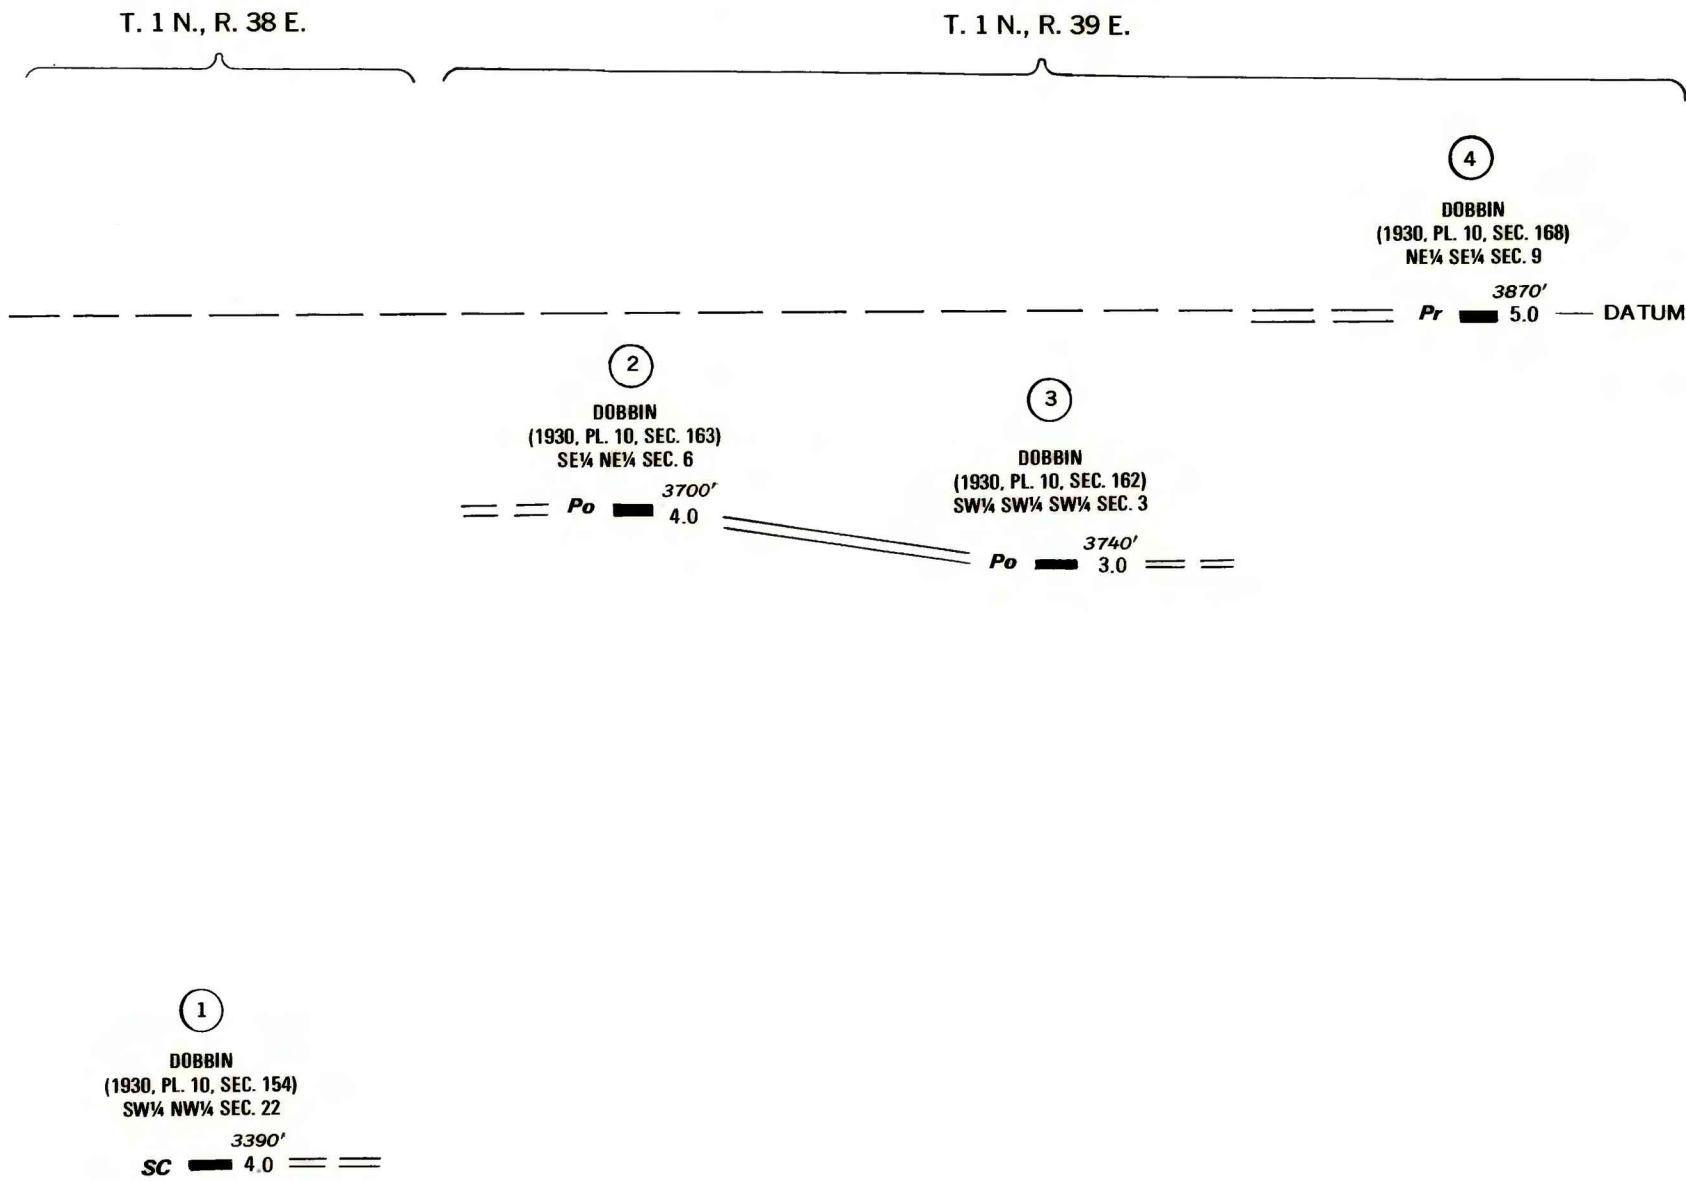 T. 1 N., R. 38 E.
T. 1 N., R. 39 E.
4
DOBBIN
(1930, PL. 10, SEC. 168)
NE¼ SE¼ SEC. 9
3870'
Pr 5.0 DATUM
2
DOBBIN
(1930, PL. 10, SEC. 163)
SE¼ NE¼ SEC. 6
3700'
Po 4.0
3
DOBBIN
(1930, PL. 10, SEC. 162)
SW¼ SW¼ SW¼ SEC. 3
3740'
Po 3.0
1
DOBBIN
(1930, PL. 10, SEC. 154)
SW¼ NW¼ SEC. 22
3390'
SC 4.0